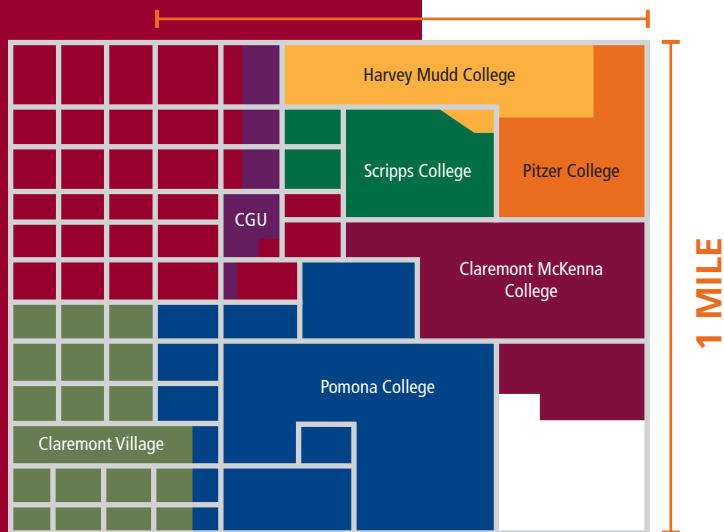 Harvey Mudd College
Scripps College
Pitzer College
CGU
Claremont McKenna
College
1 MILE
Pomona College
Claremont Village